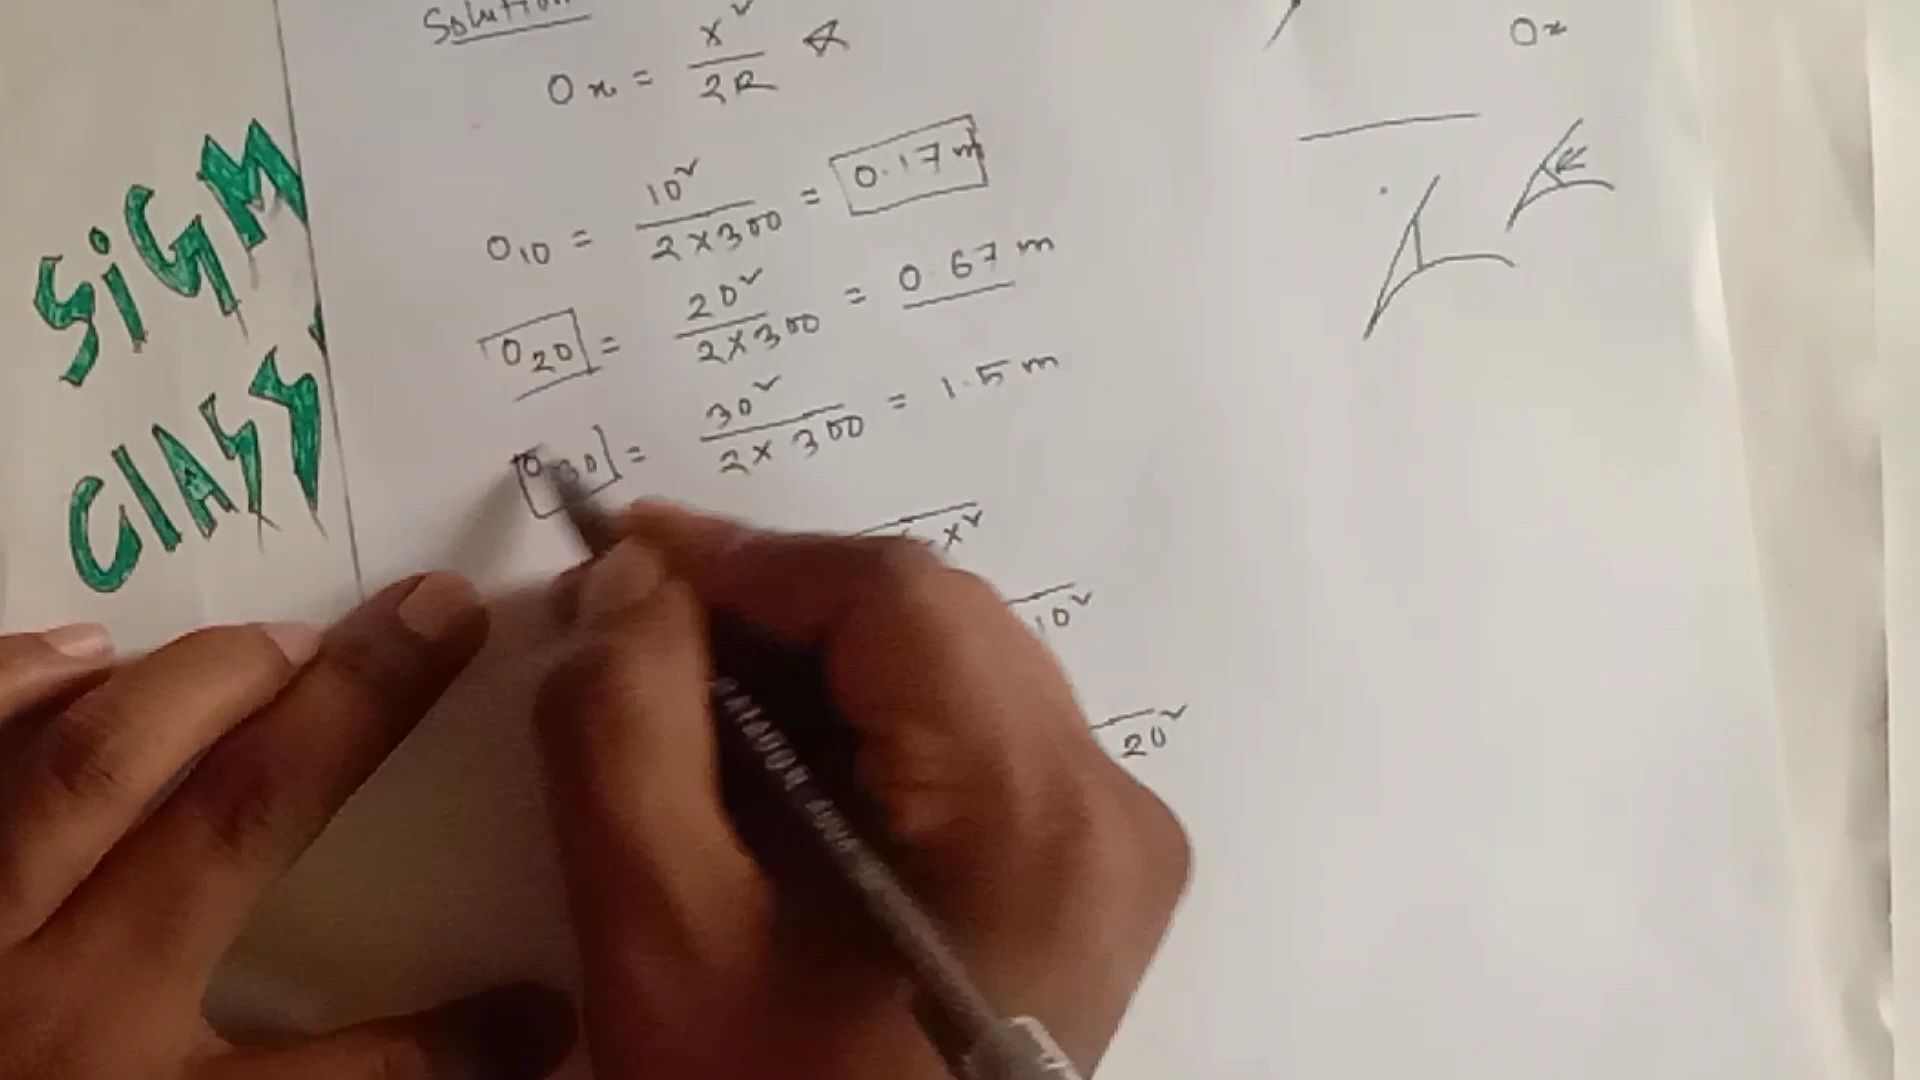 SiGM
CLASS
Solution
Ox = x²/2R
O10 = 10²/2×300 = 0.17 m
O20 = 20²/2×300 = 0.67 m
O30 = 30²/2×300 = 1.5 m
x²
10²
20²
Ox